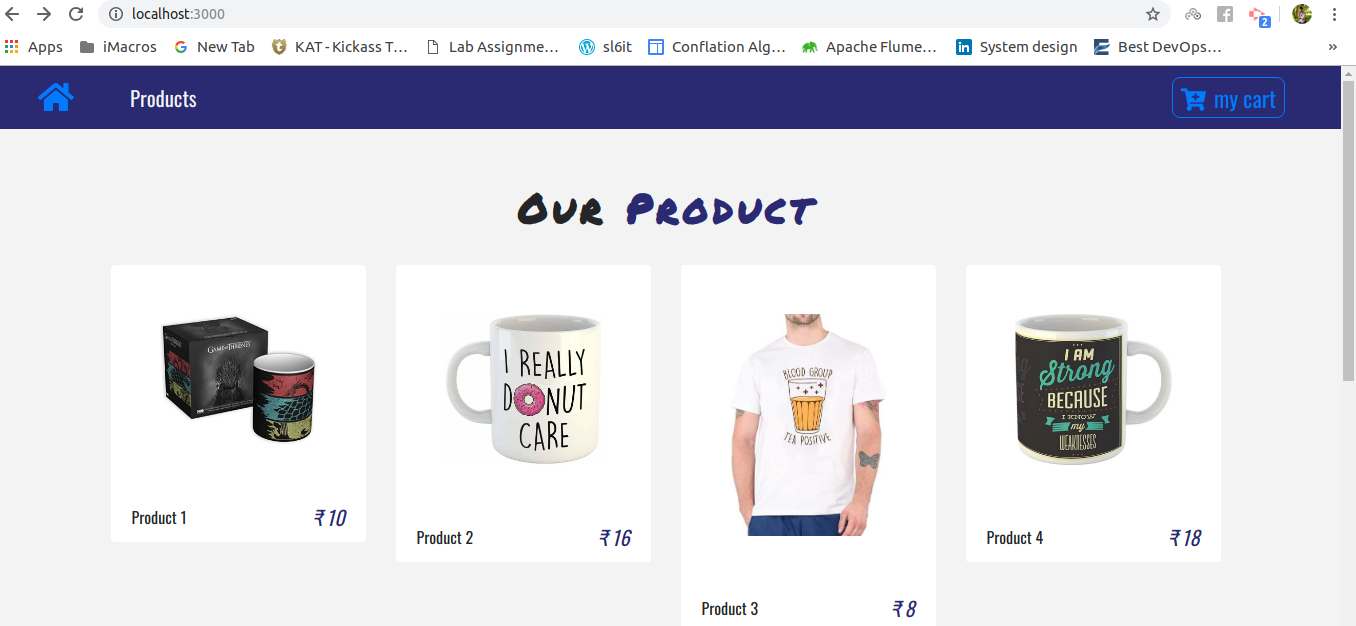 localhost:3000
2
Apps iMacros New Tab KAT - Kickass T… Lab Assignme… sl6it Conflation Alg… Apache Flume… System design Best DevOps… »
Products my cart
Our Product
GAME OF THRONES
I REALLY
DONUT
CARE
BLOOD GROUP
TEA POSITIVE
I AM
Strong
BECAUSE
I KNOW
my
WEAKNESSES
Product 1 ₹ 10
Product 2 ₹ 16
Product 4 ₹ 18
Product 3 ₹ 8